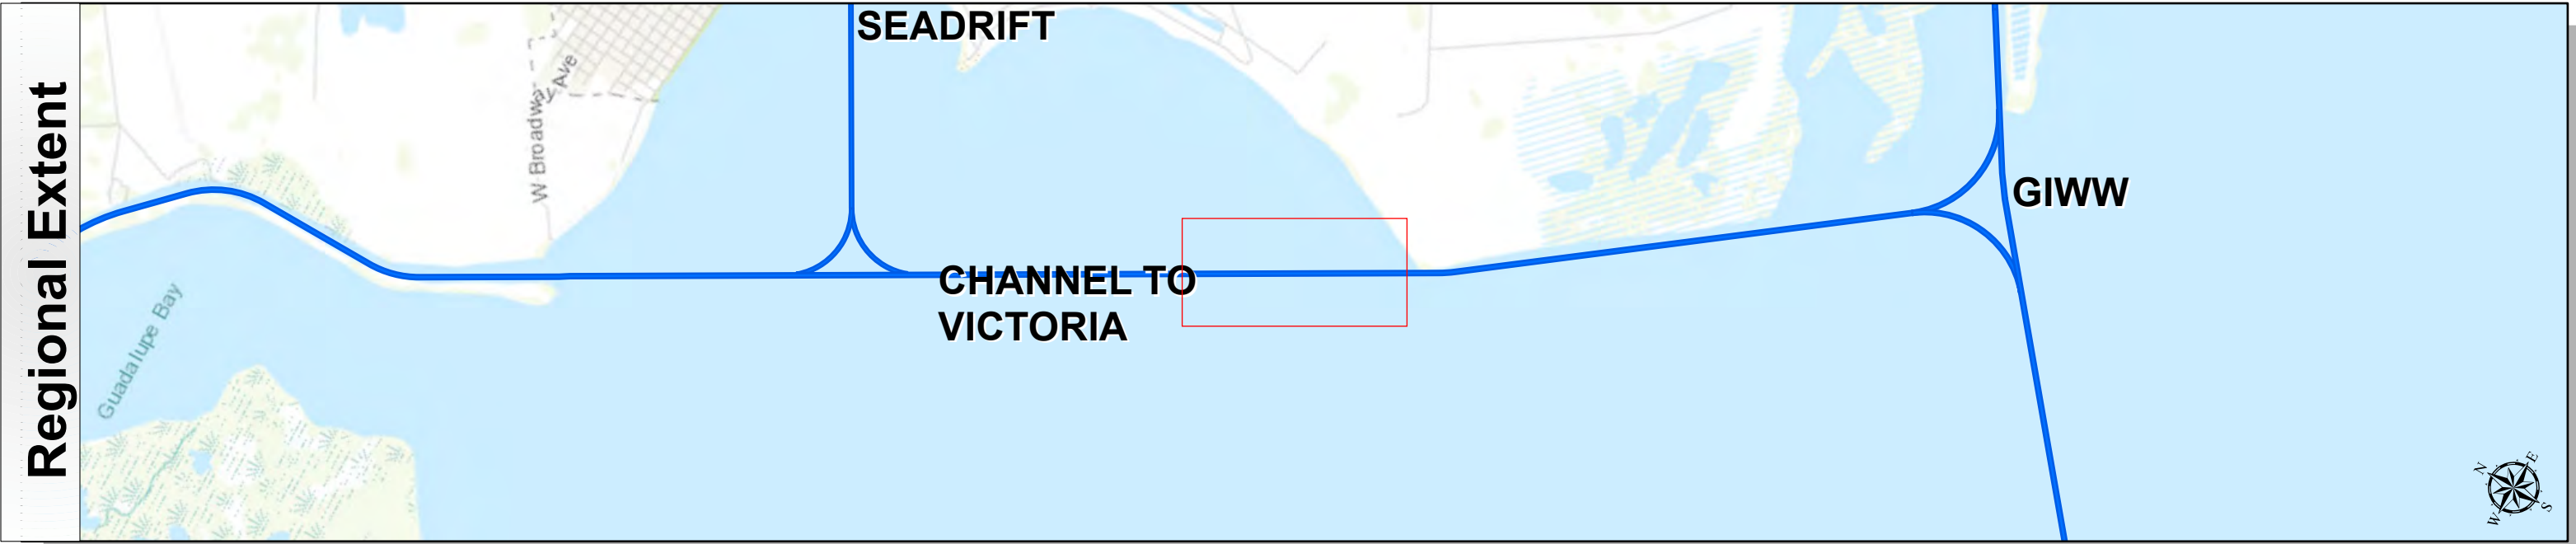 Regional Extent
SEADRIFT
W Broadway Ave
CHANNEL TO
VICTORIA
GIWW
Guadalupe Bay
N
E
W
S